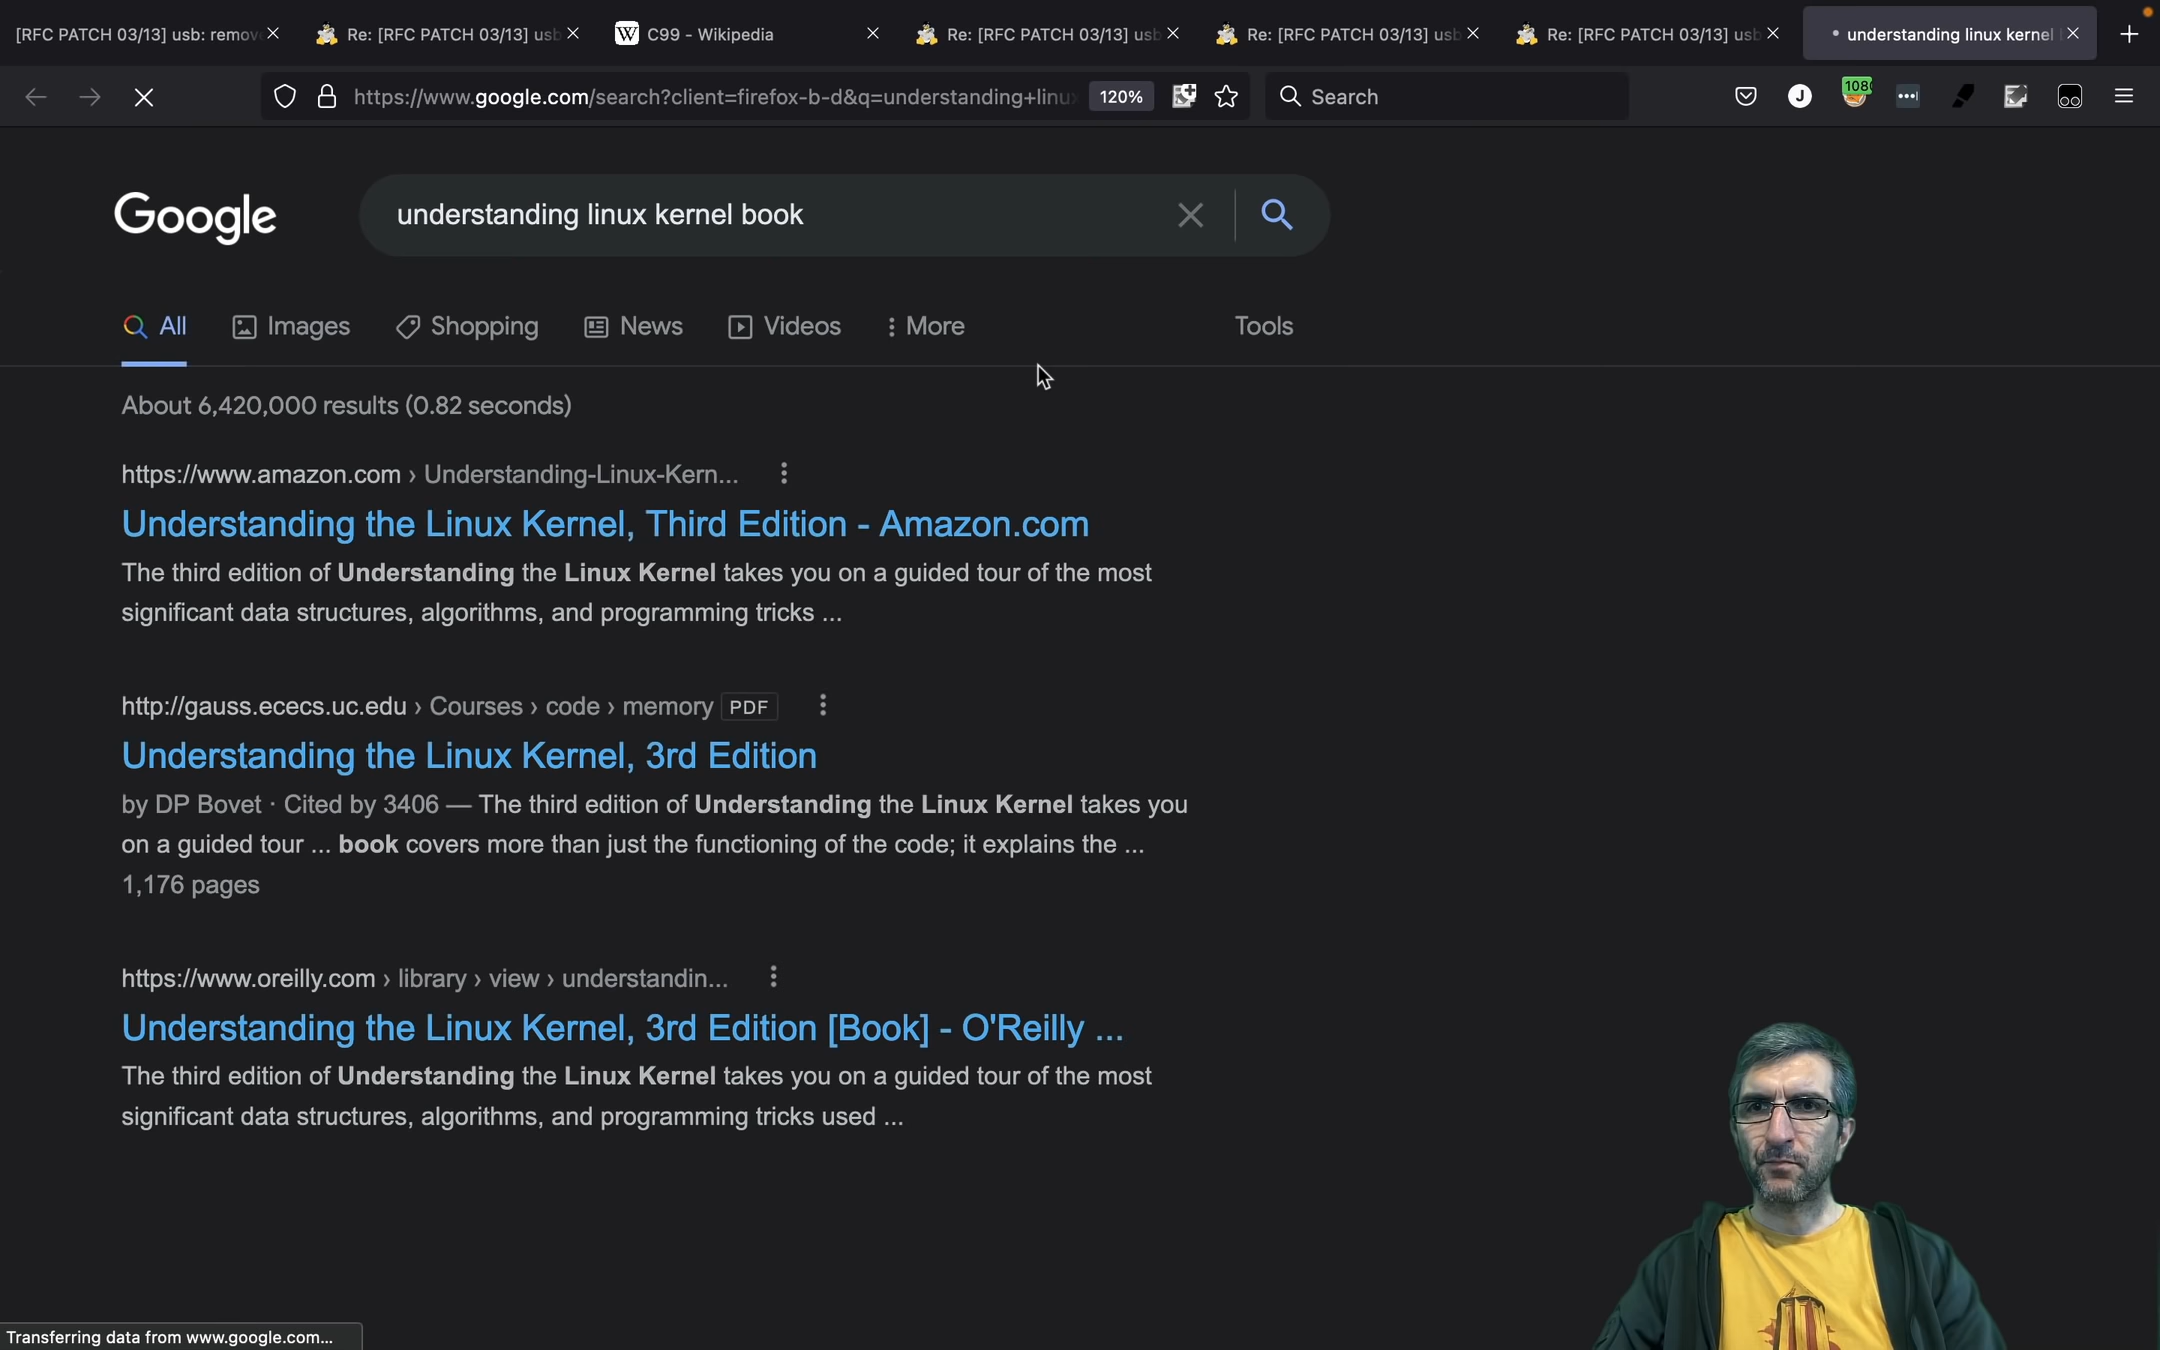 [RFC PATCH 03/13] usb: remov
Re: [RFC PATCH 03/13] usb
C99 - Wikipedia
Re: [RFC PATCH 03/13] usb
Re: [RFC PATCH 03/13] usb
Re: [RFC PATCH 03/13] usb
understanding linux kernel
https://www.google.com/search?client=firefox-b-d&q=understanding+linux
120%
Search
J
108
Google
understanding linux kernel book
All
Images
Shopping
News
Videos
More
Tools
About 6,420,000 results (0.82 seconds)
https://www.amazon.com › Understanding-Linux-Kern...
Understanding the Linux Kernel, Third Edition - Amazon.com
The third edition of Understanding the Linux Kernel takes you on a guided tour of the most
significant data structures, algorithms, and programming tricks ...
http://gauss.ececs.uc.edu › Courses › code › memory PDF
Understanding the Linux Kernel, 3rd Edition
by DP Bovet · Cited by 3406 — The third edition of Understanding the Linux Kernel takes you
on a guided tour ... book covers more than just the functioning of the code; it explains the ...
1,176 pages
https://www.oreilly.com › library › view › understandin...
Understanding the Linux Kernel, 3rd Edition [Book] - O'Reilly ...
The third edition of Understanding the Linux Kernel takes you on a guided tour of the most
significant data structures, algorithms, and programming tricks used ...
Transferring data from www.google.com...